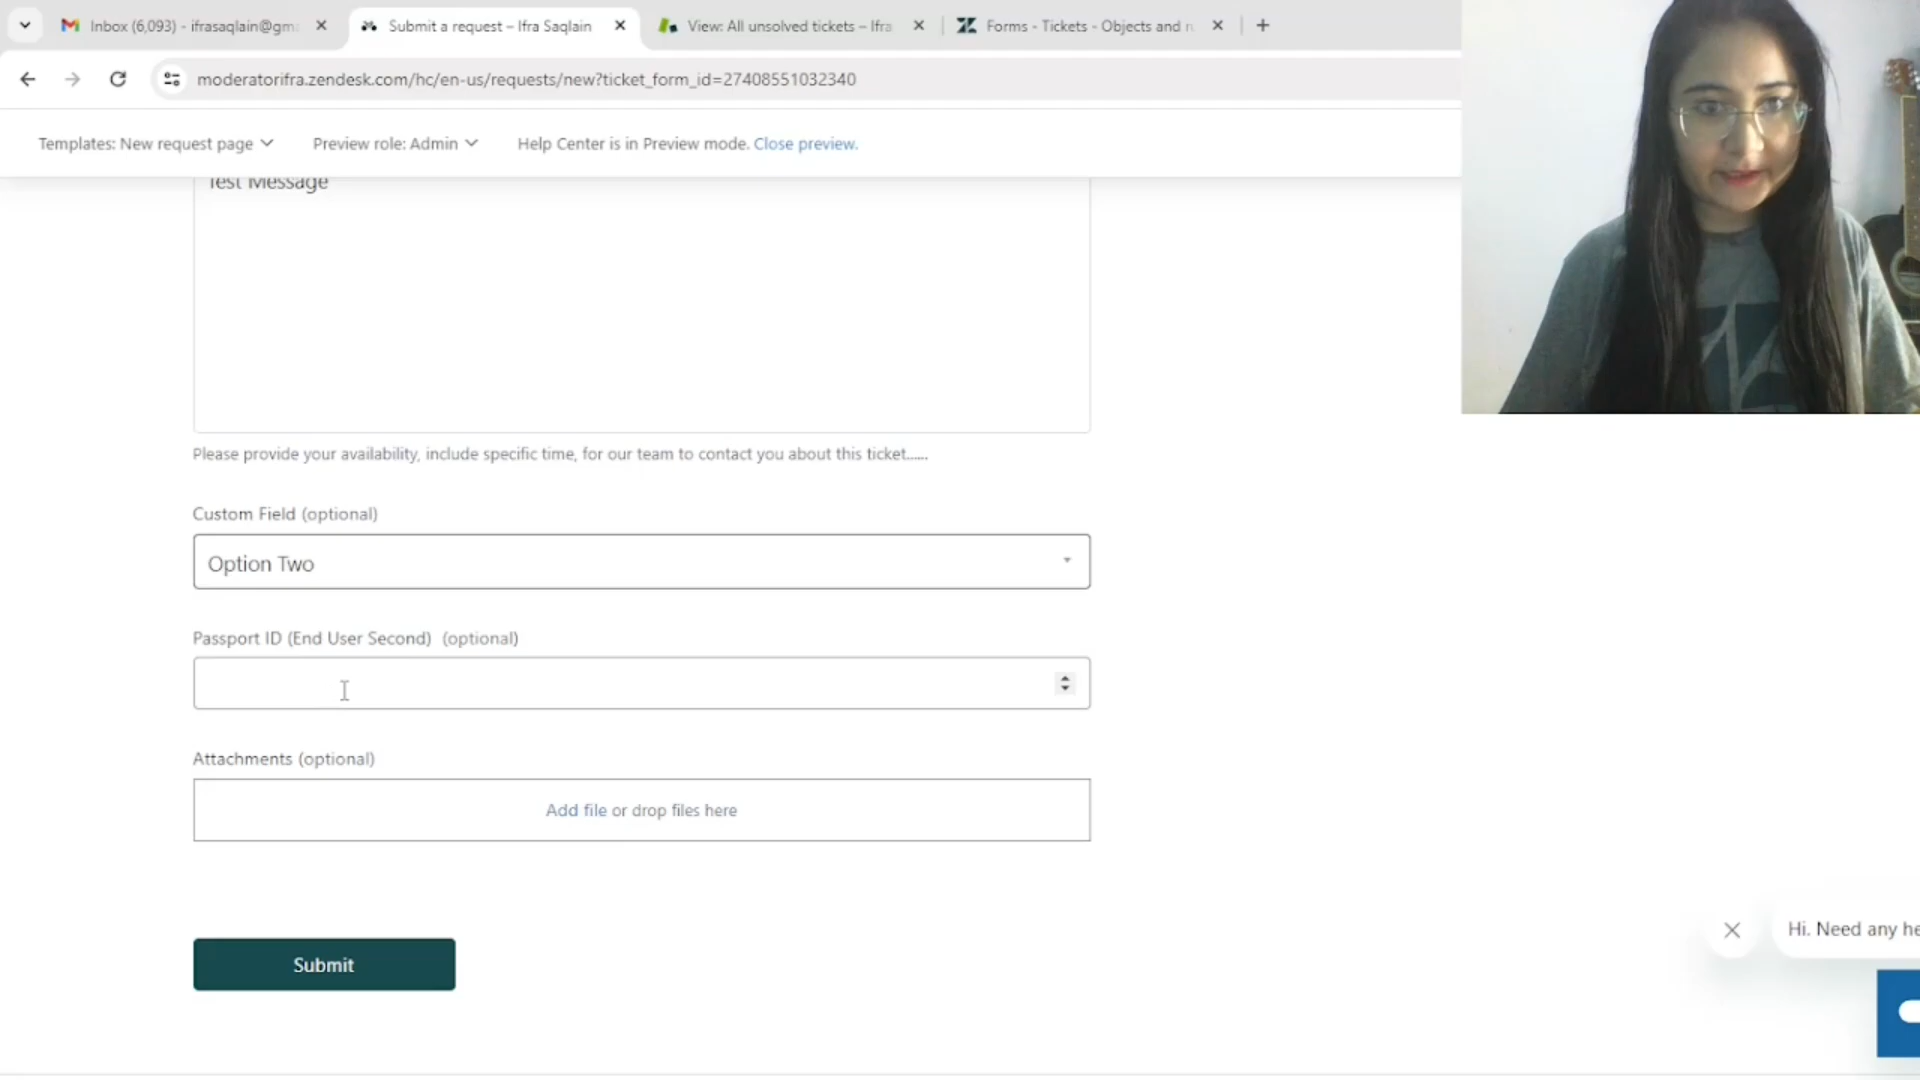 Inbox (6,093) - ifrasaqlain@gm
Submit a request – Ifra Saqlain
View: All unsolved tickets – Ifra
Forms - Tickets - Objects and r
moderatorifra.zendesk.com/hc/en-us/requests/new?ticket_form_id=27408551032340
Templates: New request page
Preview role: Admin
Help Center is in Preview mode. Close preview.
Test Message
Please provide your availability, include specific time, for our team to contact you about this ticket......
Custom Field (optional)
Option Two
Passport ID (End User Second) (optional)
Attachments (optional)
Add file or drop files here
Submit
Hi. Need any he